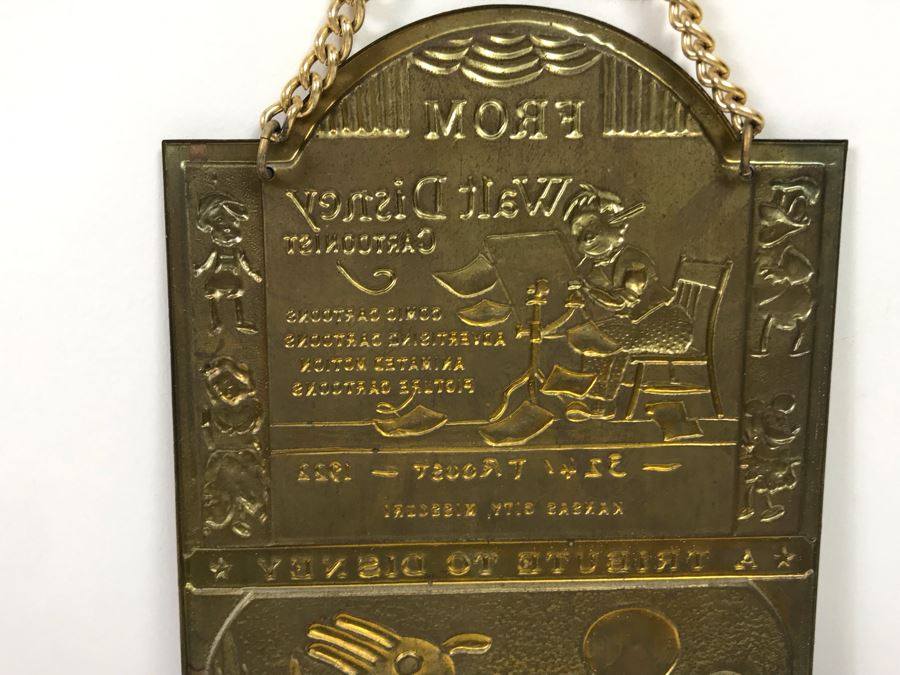 FROM
Walt Disney
CARTOONIST
COMIC CARTOONS
ADVERTISING CARTOONS
ANIMATED MOTION
PICTURE CARTOONS
— 3241 TROOST — 1922
KANSAS CITY, MISSOURI
★ A TRIBUTE TO DISNEY ★